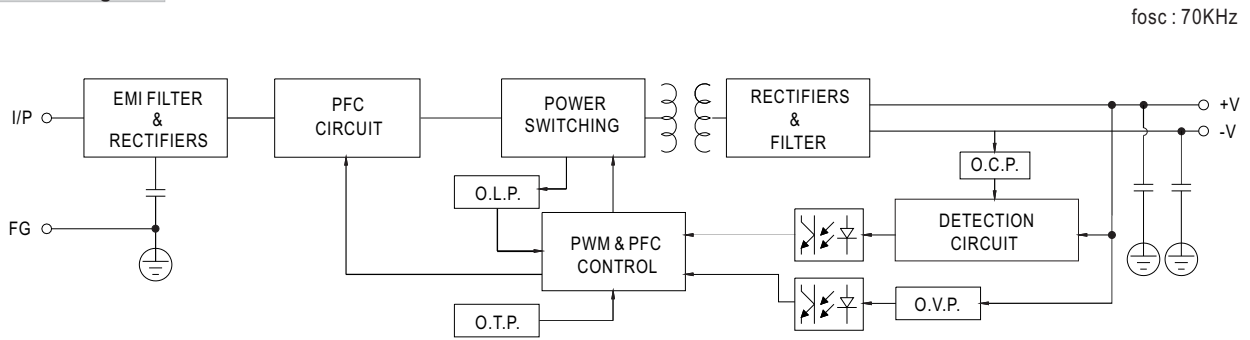 fosc : 70KHz
I/P
EMI FILTER
&
RECTIFIERS
PFC
CIRCUIT
POWER
SWITCHING
RECTIFIERS
&
FILTER
+V
-V
O.C.P.
O.L.P.
FG
PWM & PFC
CONTROL
DETECTION
CIRCUIT
O.T.P.
O.V.P.